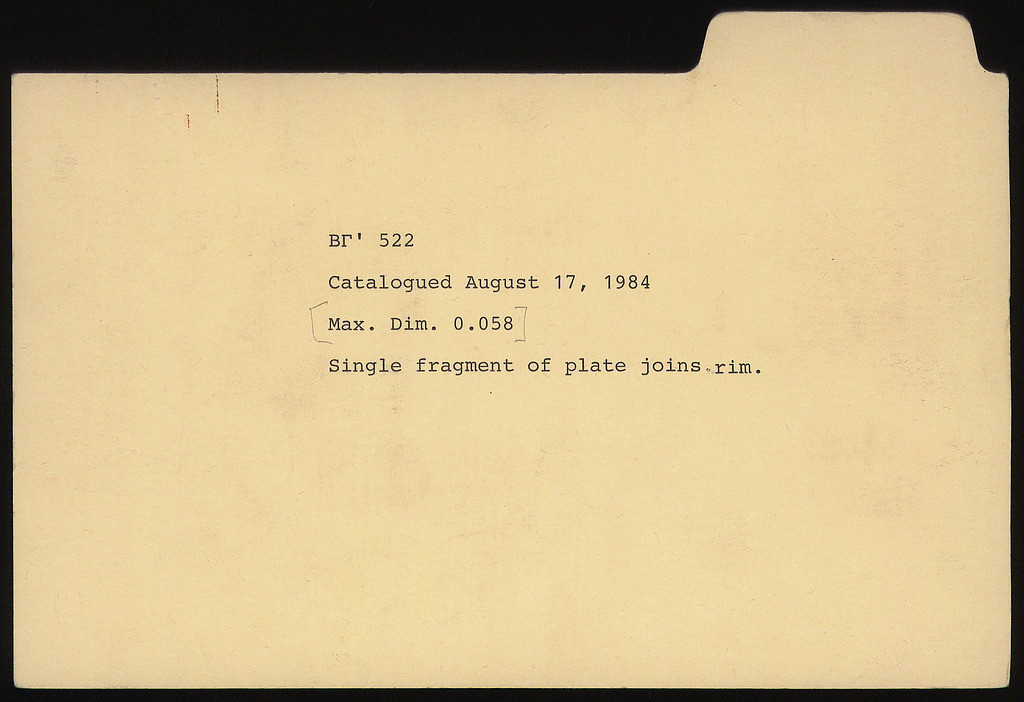 ΒΓ' 522
Catalogued August 17, 1984
[Max. Dim. 0.058]
Single fragment of plate joins rim.